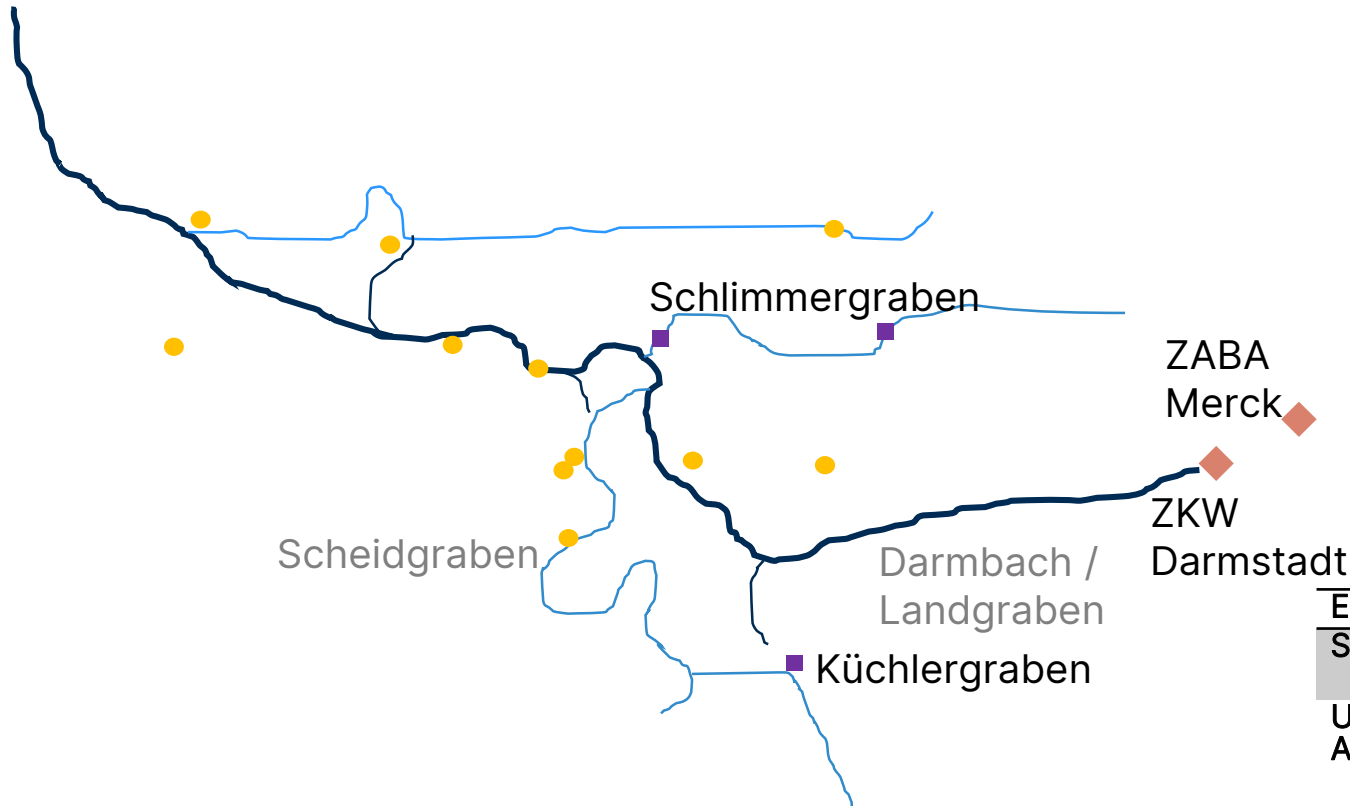 Schlimmergraben
ZABA
Merck
ZKW
Darmstadt
Scheidgraben
Darmbach /
Landgraben
Küchlergraben
E
S
U
A